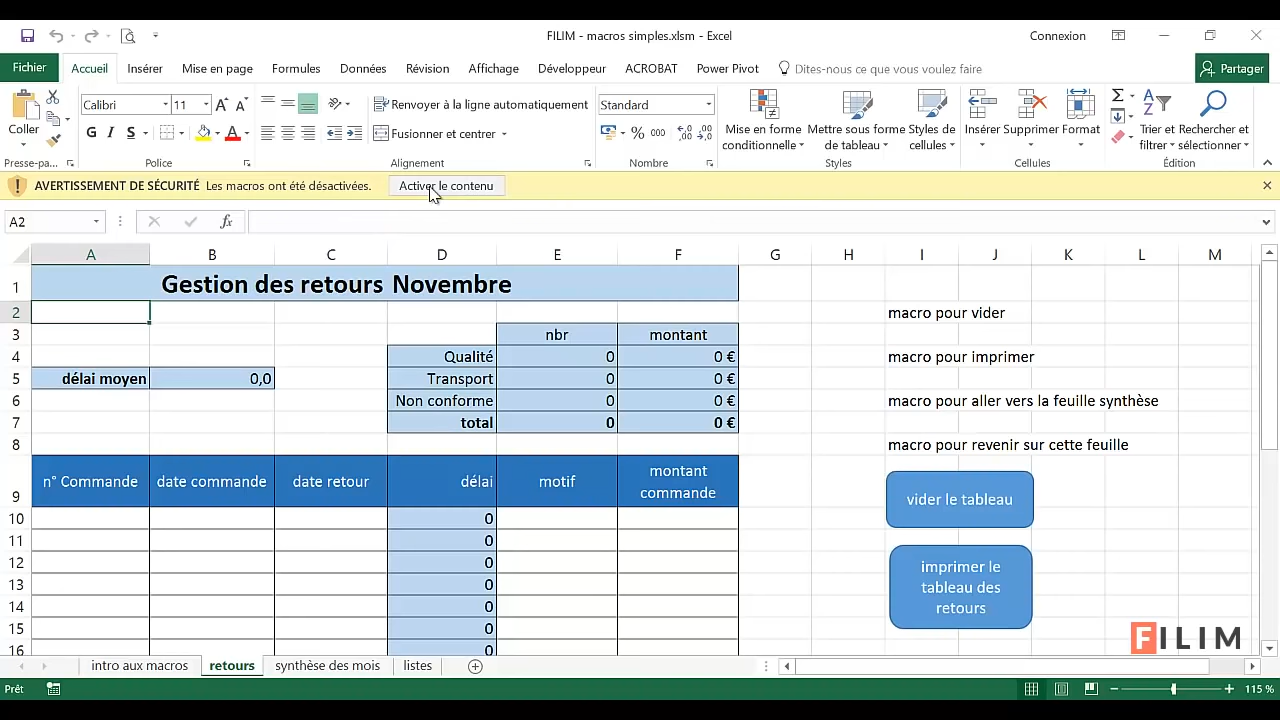 FILIM - macros simples.xlsm - Excel
Connexion
Fichier Accueil Insérer Mise en page Formules Données Révision Affichage Développeur ACROBAT Power Pivot Dites-nous ce que vous voulez faire Partager
Coller
Calibri 11
G I S
Renvoyer à la ligne automatiquement
Fusionner et centrer
Standard
% 000
Mise en forme conditionnelle
Mettre sous forme de tableau
Styles de cellules
Insérer Supprimer Format
Trier et filtrer
Rechercher et sélectionner
Presse-pa... Police Alignement Nombre Styles Cellules Édition
AVERTISSEMENT DE SÉCURITÉ Les macros ont été désactivées. Activer le contenu
A2 fx
A B C D E F G H I J K L M
1 Gestion des retours Novembre
2 macro pour vider
3 nbr montant
4 Qualité 0 0 € macro pour imprimer
5 délai moyen 0,0 Transport 0 0 €
6 Non conforme 0 0 € macro pour aller vers la feuille synthèse
7 total 0 0 €
8 macro pour revenir sur cette feuille
9 n° Commande date commande date retour délai motif montant commande
vider le tableau
10 0
11 0
12 0
13 0
14 0
15 0
16 0
imprimer le
tableau des
retours
FILIM
intro aux macros retours synthèse des mois listes
Prêt
115 %